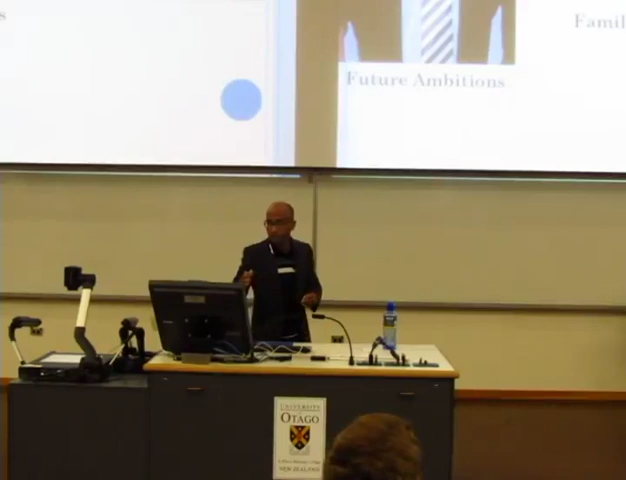 s
Famil
Future Ambitions
UNIVERSITY
OTAGO
NEW ZEALAND